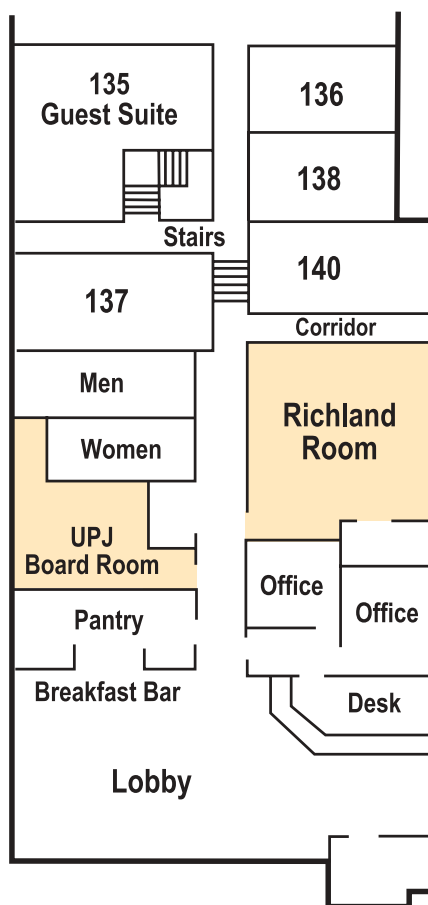 135
Guest Suite
136
138
Stairs
140
137
Corridor
Men
Richland
Room
Women
UPJ
Board Room
Office
Office
Pantry
Breakfast Bar
Desk
Lobby